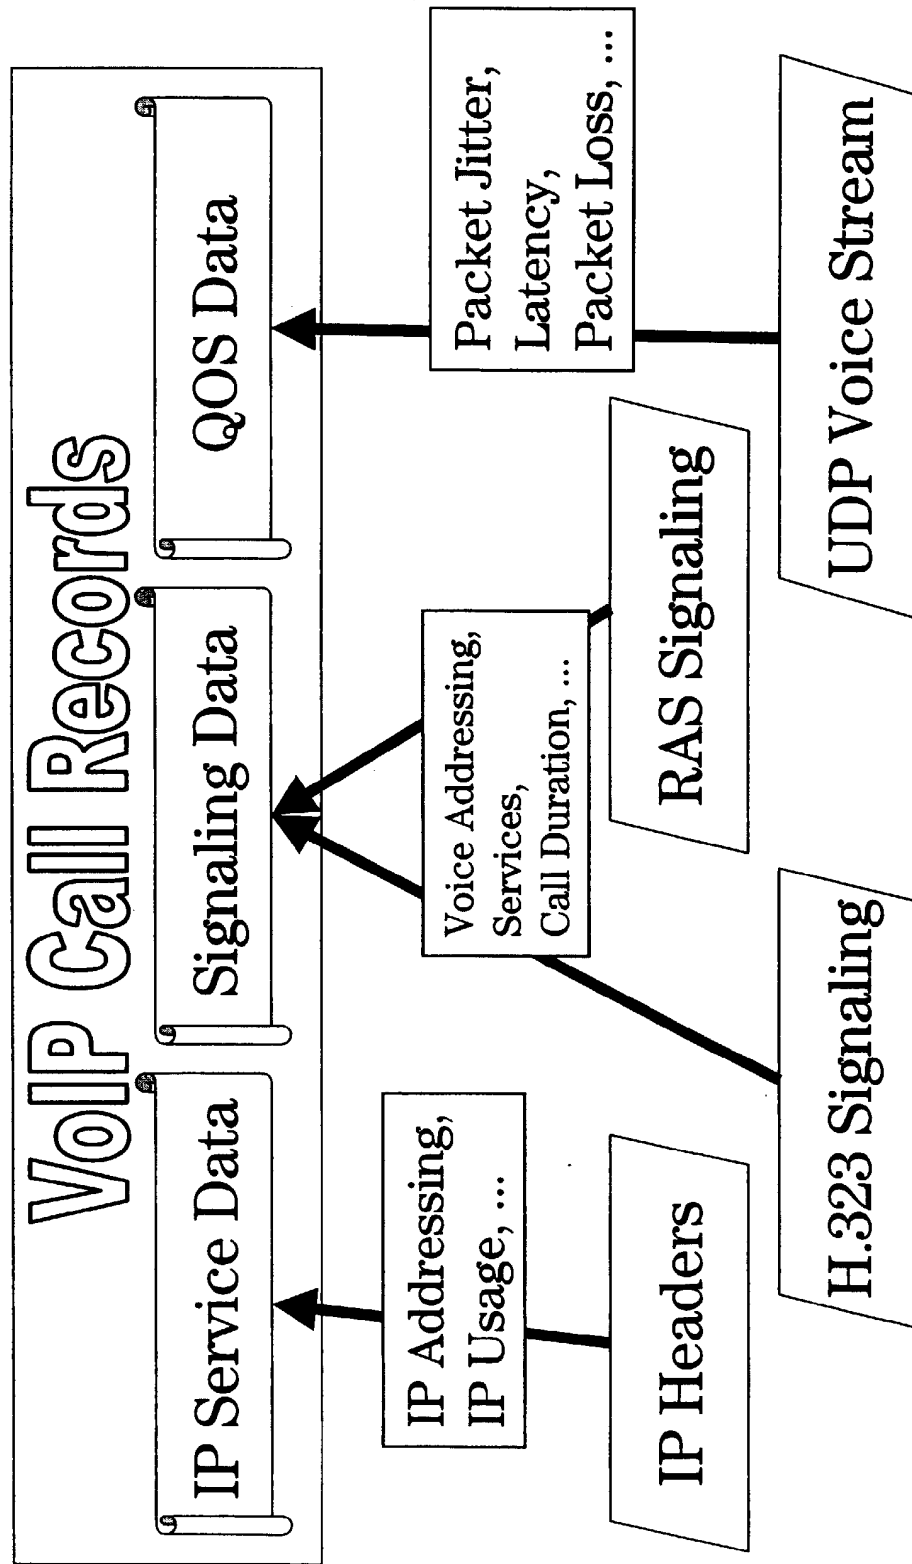 VoIP Call Records
IP Service Data
Signaling Data
QOS Data
IP Addressing,
IP Usage, ...
Voice Addressing,
Services,
Call Duration, ...
Packet Jitter,
Latency,
Packet Loss, ...
IP Headers
H.323 Signaling
RAS Signaling
UDP Voice Stream